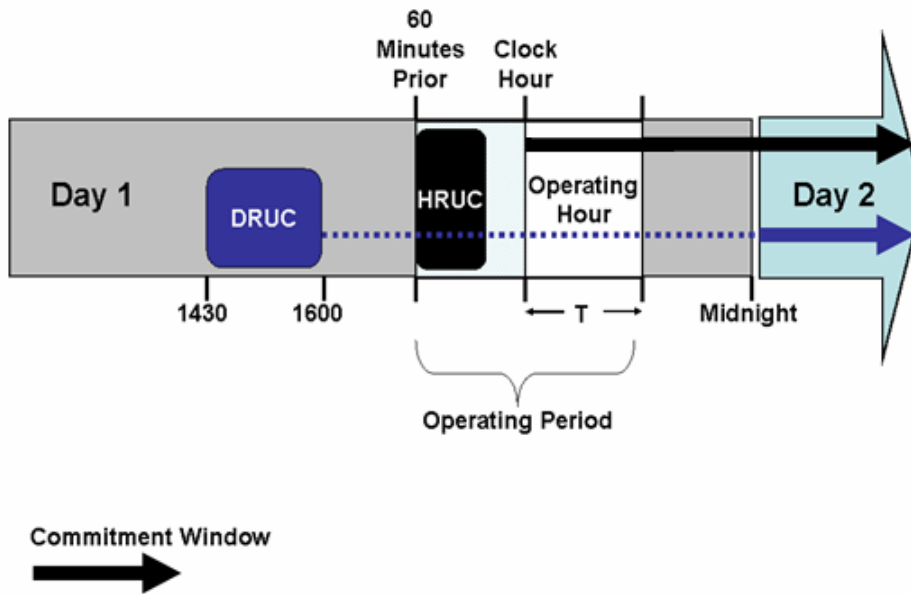 60
Minutes
Prior
Clock
Hour
Day 1
DRUC
HRUC
Operating
Hour
Day 2
1430
1600
T
Midnight
Operating Period
Commitment Window